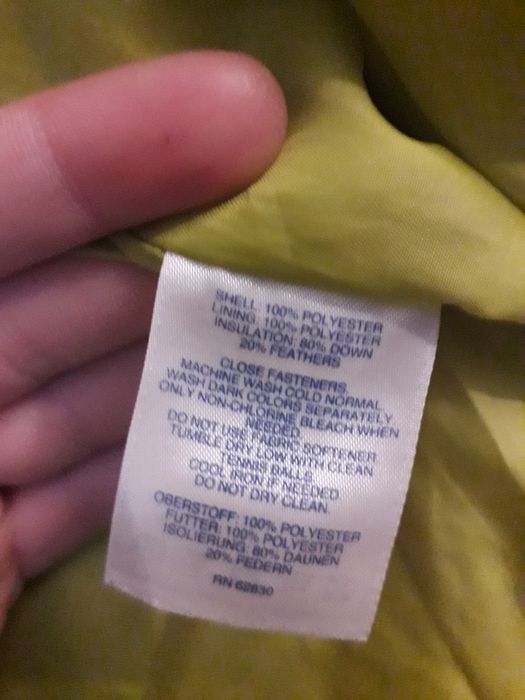 SHELL: 100% POLYESTER
LINING: 100% POLYESTER
INSULATION: 80% DOWN
20% FEATHERS
CLOSE FASTENERS.
MACHINE WASH COLD NORMAL.
WASH DARK COLORS SEPARATELY.
ONLY NON-CHLORINE BLEACH WHEN
NEEDED.
DO NOT USE FABRIC SOFTENER.
TUMBLE DRY LOW WITH CLEAN
TENNIS BALLS.
COOL IRON IF NEEDED.
DO NOT DRY CLEAN.
OBERSTOFF: 100% POLYESTER
FUTTER: 100% POLYESTER
ISOLIERUNG: 80% DAUNEN
20% FEDERN
RN 62830